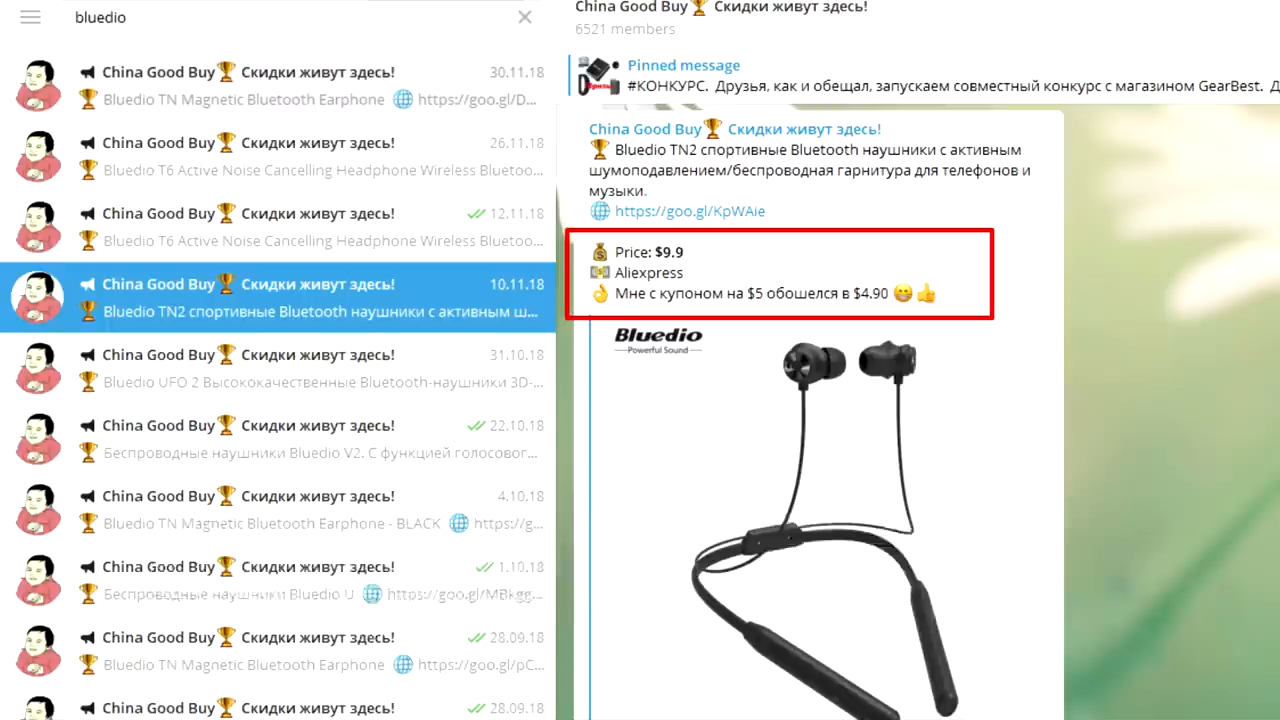 bluedio
China Good Buy🏆 Скидки живут здесь!
30.11.18
🏆 Bluedio TN Magnetic Bluetooth Earphone 🌐 https://goo.gl/D...
China Good Buy🏆 Скидки живут здесь!
26.11.18
🏆 Bluedio T6 Active Noise Cancelling Headphone Wireless Bluetoo...
China Good Buy🏆 Скидки живут здесь!
12.11.18
🏆 Bluedio T6 Active Noise Cancelling Headphone Wireless Bluetoo...
China Good Buy🏆 Скидки живут здесь!
10.11.18
🏆 Bluedio TN2 спортивные Bluetooth наушники с активным ш...
China Good Buy🏆 Скидки живут здесь!
31.10.18
🏆 Bluedio UFO 2 Высококачественные Bluetooth-наушники 3D-...
China Good Buy🏆 Скидки живут здесь!
22.10.18
🏆 Беспроводные наушники Bluedio V2. С функцией голосовог...
China Good Buy🏆 Скидки живут здесь!
4.10.18
🏆 Bluedio TN Magnetic Bluetooth Earphone - BLACK 🌐 https://g...
China Good Buy🏆 Скидки живут здесь!
1.10.18
🏆 Беспроводные наушники Bluedio U 🌐 https://goo.gl/MBkgg...
China Good Buy🏆 Скидки живут здесь!
28.09.18
🏆 Bluedio TN Magnetic Bluetooth Earphone 🌐 https://goo.gl/pC...
China Good Buy🏆 Скидки живут здесь!
28.09.18
China Good Buy🏆 Скидки живут здесь!
6521 members
Pinned message
#КОНКУРС. Друзья, как и обещал, запускаем совместный конкурс с магазином GearBest. Д
China Good Buy🏆 Скидки живут здесь!
🏆 Bluedio TN2 спортивные Bluetooth наушники с активным
шумоподавлением/беспроводная гарнитура для телефонов и
музыки.
🌐 https://goo.gl/KpWAie
💰 Price: $9.9
💵 Aliexpress
👌 Мне с купоном на $5 обошелся в $4.90 😁👍
Bluedio
Powerful Sound